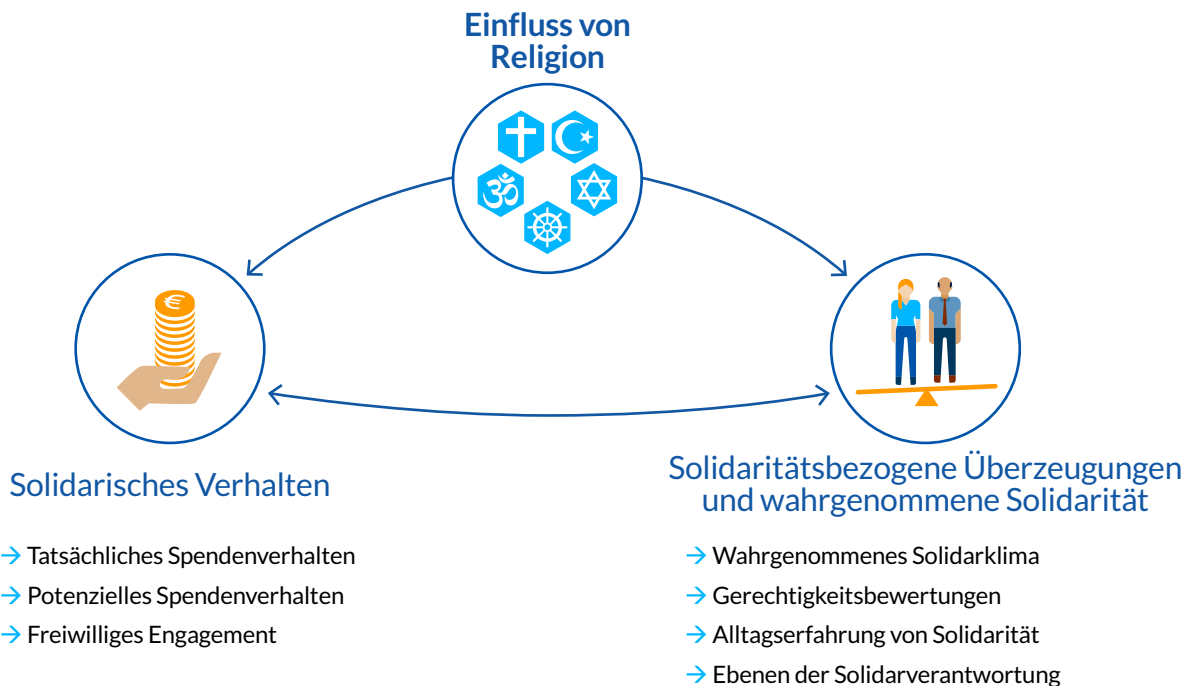 Einfluss von
Religion
€
Solidarisches Verhalten
→ Tatsächliches Spendenverhalten
→ Potenzielles Spendenverhalten
→ Freiwilliges Engagement
Solidaritätsbezogene Überzeugungen
und wahrgenommene Solidarität
→ Wahrgenommenes Solidarklima
→ Gerechtigkeitsbewertungen
→ Alltagserfahrung von Solidarität
→ Ebenen der Solidarverantwortung